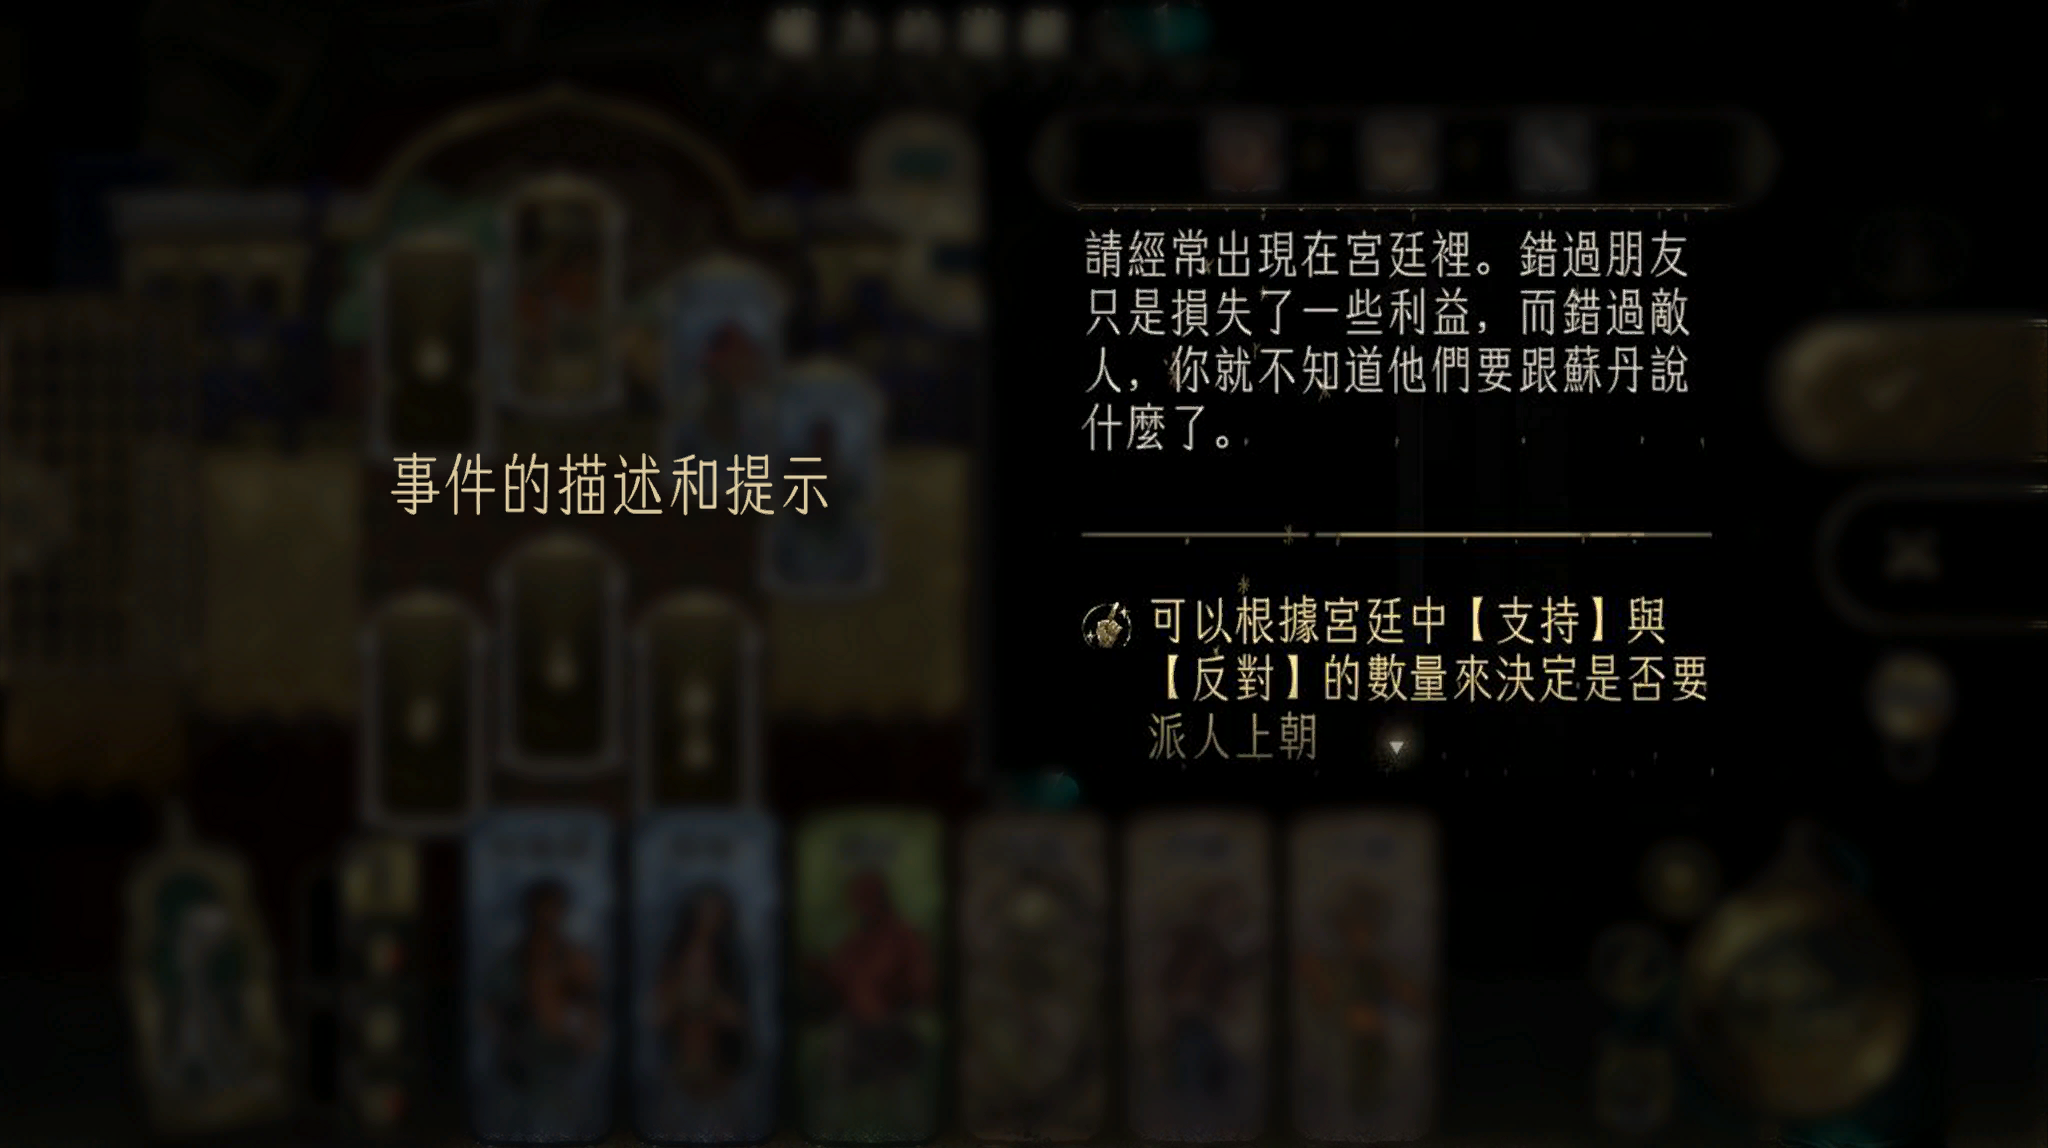 請經常出現在宮廷裡。錯過朋友
只是損失了一些利益，而錯過敵
人，你就不知道他們要跟蘇丹說
什麼了。
事件的描述和提示
可以根據宮廷中【支持】與
【反對】的數量來決定是否要
派人上朝